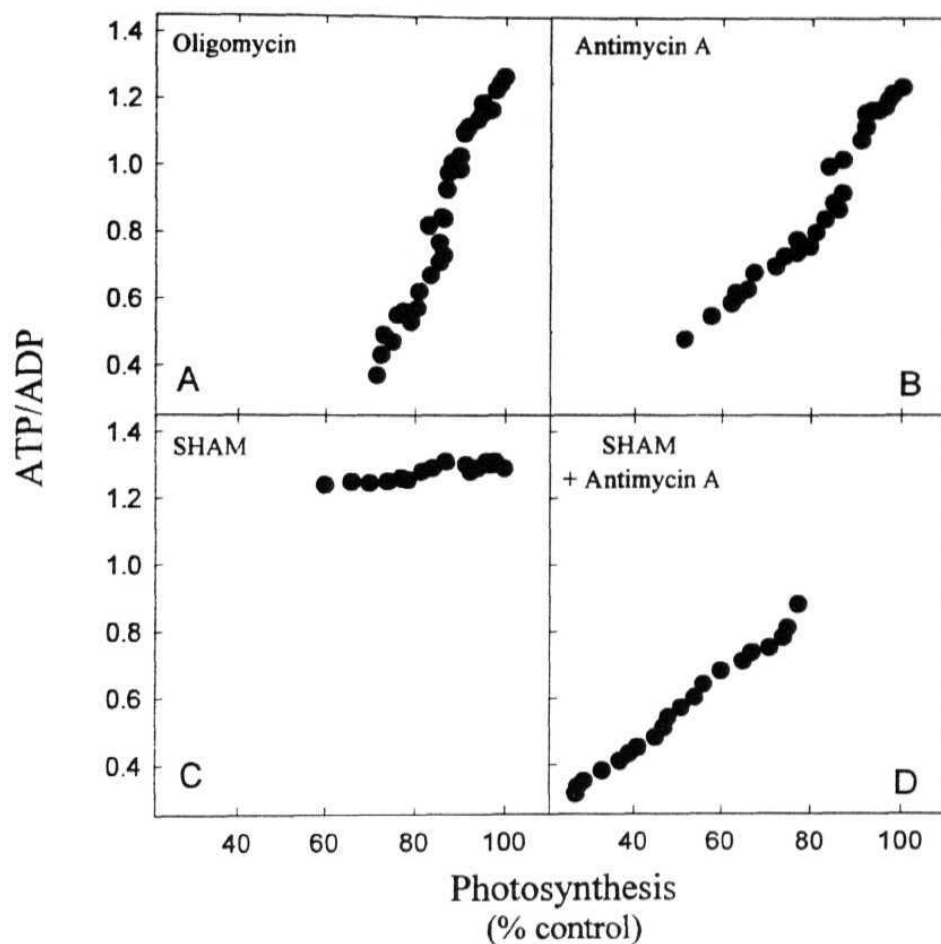 Oligomycin
Antimycin A
1.4
1.2
1.0
0.8
0.6
0.4
A
B
ATP/ADP
SHAM
SHAM
+ Antimycin A
1.4
1.2
1.0
0.8
0.6
0.4
C
D
40 60 80 100 40 60 80 100
Photosynthesis
(% control)